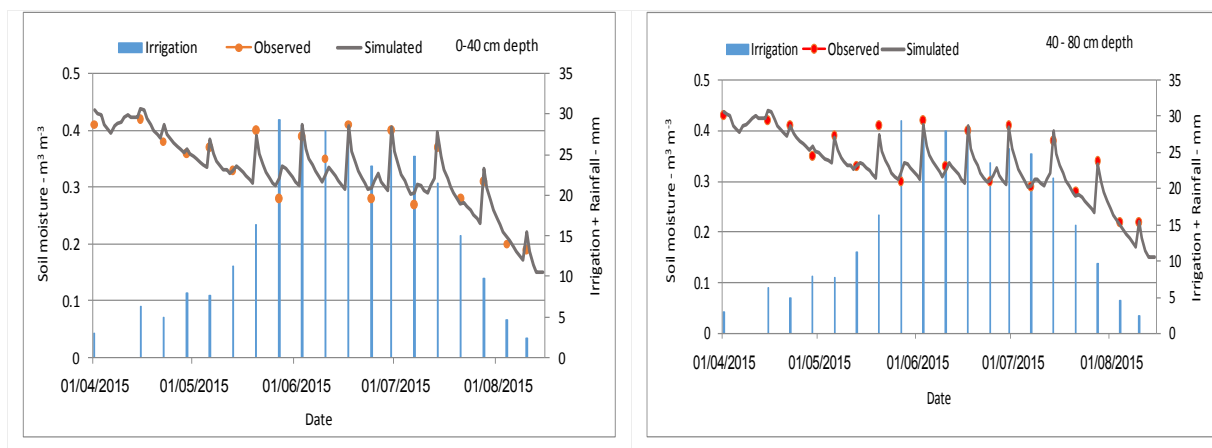 Irrigation Observed Simulated 0-40 cm depth
Soil moisture - m³ m⁻³
Irrigation + Rainfall - mm
0.5
0.4
0.3
0.2
0.1
0
35
30
25
20
15
10
5
0
01/04/2015 01/05/2015 01/06/2015 01/07/2015 01/08/2015
Date
Irrigation Observed Simulated 40 - 80 cm depth
Soil moisture - m³ m⁻³
Irrigation + Rainfall - mm
0.5
0.4
0.3
0.2
0.1
0
35
30
25
20
15
10
5
0
01/04/2015 01/05/2015 01/06/2015 01/07/2015 01/08/2015
Date